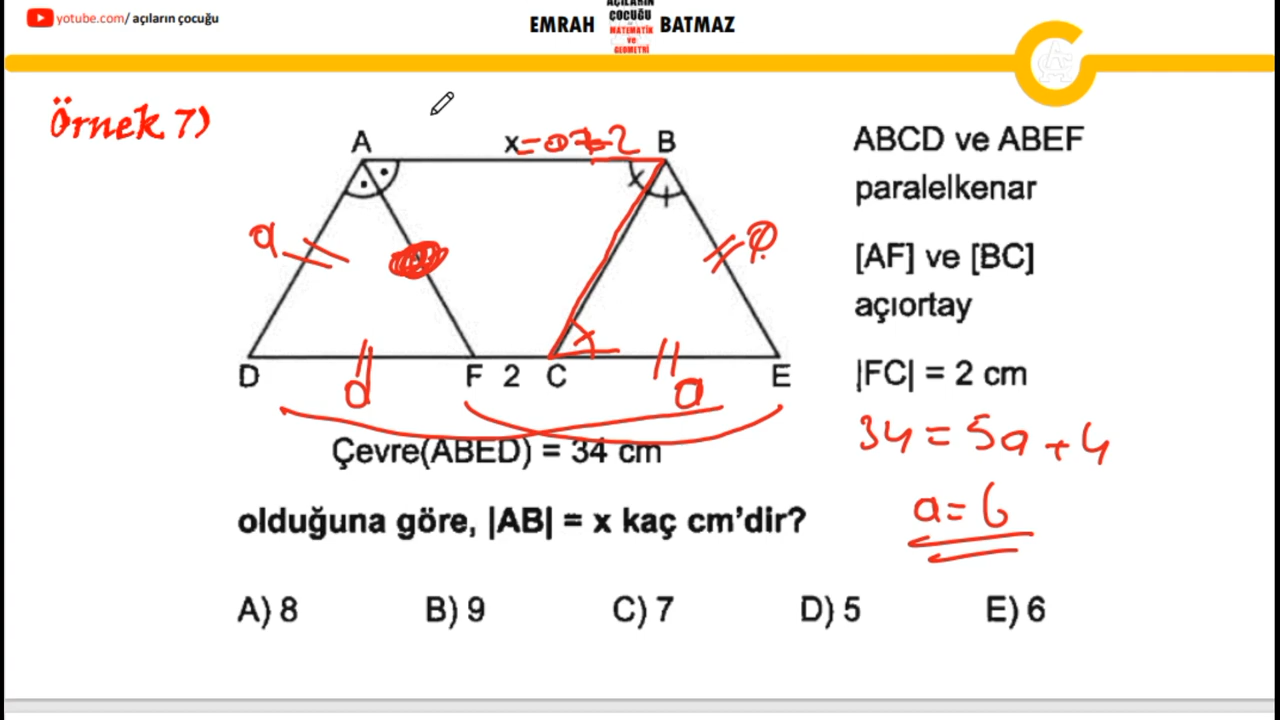 yotube.com/ açıların çocuğu
EMRAH
AÇILARIN
ÇOCUĞU
MATEMATİK
ve
GEOMETRİ
BATMAZ
Örnek 7)
A
x = a+2
B
x
a
a
x
D
F
2
C
E
a
a
ABCD ve ABEF
paralelkenar
[AF] ve [BC]
açıortay
|FC| = 2 cm
34 = 5a + 4
a = 6
Çevre(ABED) = 34 cm
olduğuna göre, |AB| = x kaç cm'dir?
A) 8
B) 9
C) 7
D) 5
E) 6